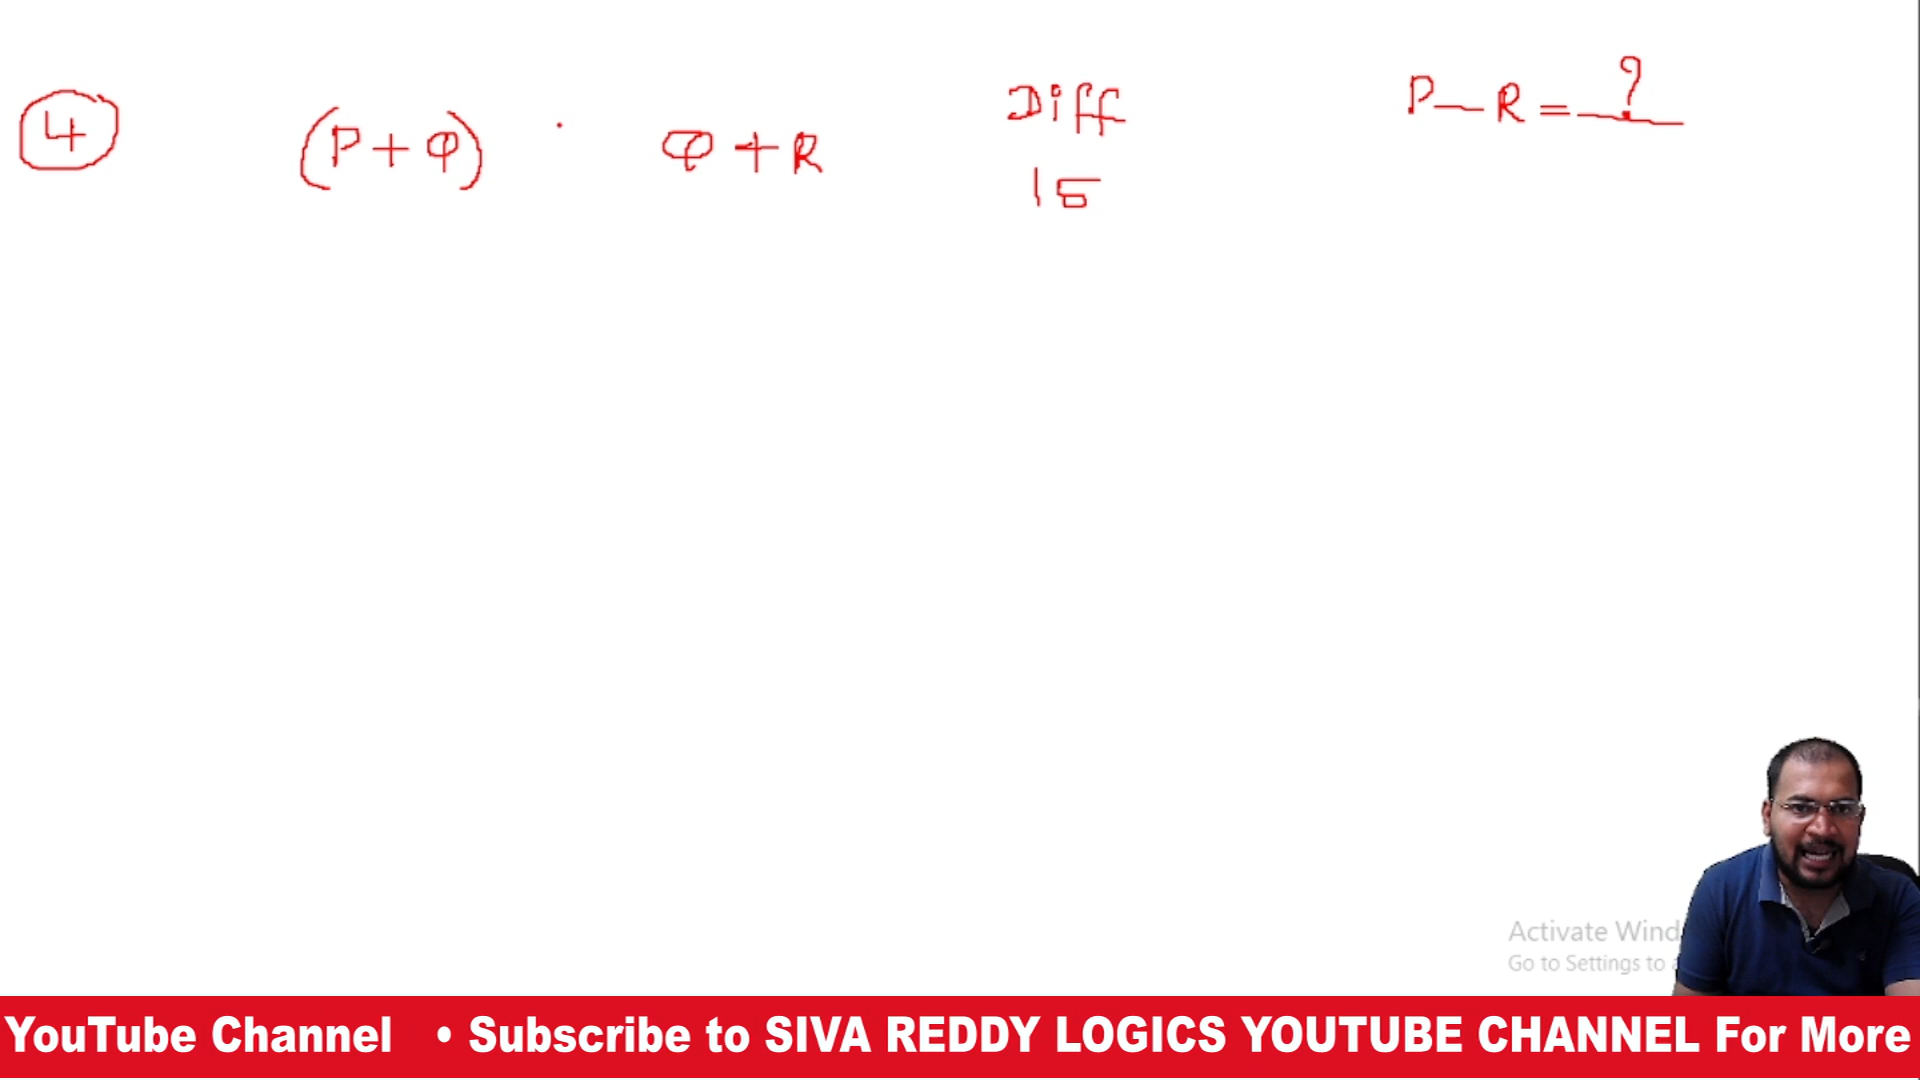 4 (P+Q) Q+R Diff P-R=?
15
Activate Wind
Go to Settings to
YouTube Channel • Subscribe to SIVA REDDY LOGICS YOUTUBE CHANNEL For More